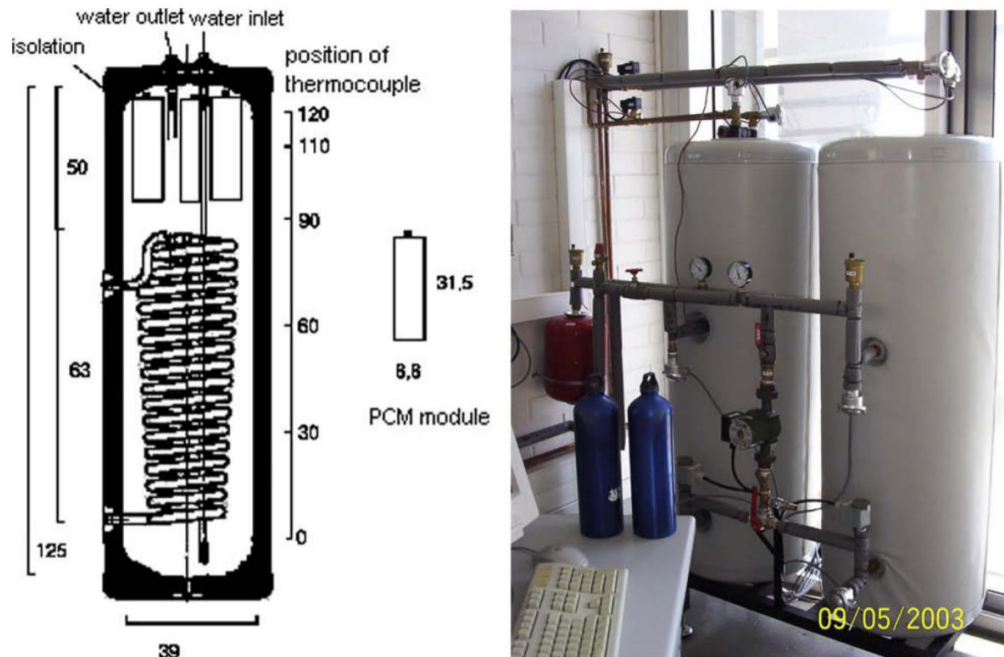 water outlet water inlet
isolation
position of
thermocouple
120
110
50
90
31,5
60
63
8,8
PCM module
30
0
125
39
09/05/2003